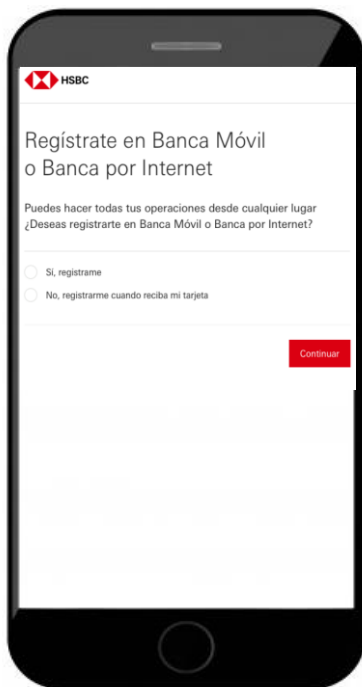 HSBC
Regístrate en Banca Móvil
o Banca por Internet
Puedes hacer todas tus operaciones desde cualquier lugar
¿Deseas registrarte en Banca Móvil o Banca por Internet?
Sí, registrame
No, registrarme cuando reciba mi tarjeta
Continuar